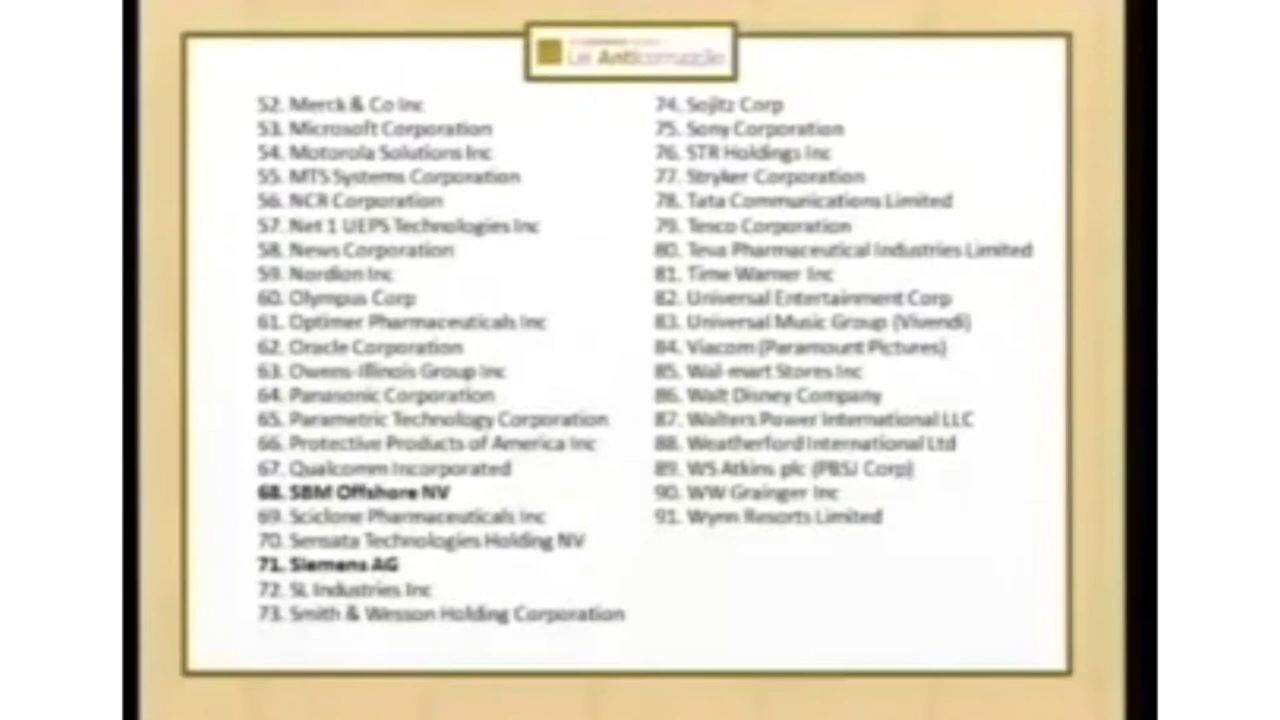 Lei Anticorrupção
52. Merck & Co Inc
53. Microsoft Corporation
54. Motorola Solutions Inc
55. MTS Systems Corporation
56. NCR Corporation
57. Net 1 UEPS Technologies Inc
58. News Corporation
59. Nordion Inc
60. Olympus Corp
61. Optimer Pharmaceuticals Inc
62. Oracle Corporation
63. Owens-Illinois Group Inc
64. Panasonic Corporation
65. Parametric Technology Corporation
66. Protective Products of America Inc
67. Qualcomm Incorporated
68. SBM Offshore NV
69. Sciclone Pharmaceuticals Inc
70. Sensata Technologies Holding NV
71. Siemens AG
72. SL Industries Inc
73. Smith & Wesson Holding Corporation
74. Sojitz Corp
75. Sony Corporation
76. STR Holdings Inc
77. Stryker Corporation
78. Tata Communications Limited
79. Tesco Corporation
80. Teva Pharmaceutical Industries Limited
81. Time Warner Inc
82. Universal Entertainment Corp
83. Universal Music Group (Vivendi)
84. Viacom (Paramount Pictures)
85. Wal-mart Stores Inc
86. Walt Disney Company
87. Walters Power International LLC
88. Weatherford International Ltd
89. WS Atkins plc (PBSJ Corp)
90. WW Grainger Inc
91. Wynn Resorts Limited